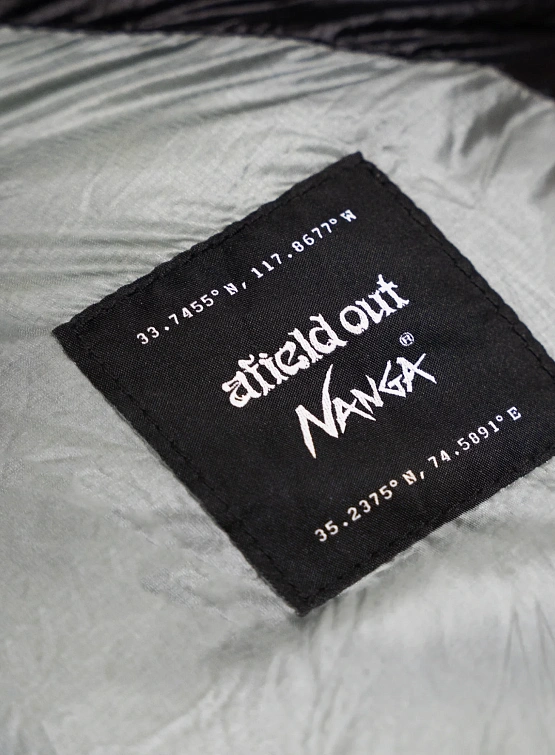 33.7455° N, 117.8677° W
afield out
NANGA®
35.2375° N, 74.5891° E